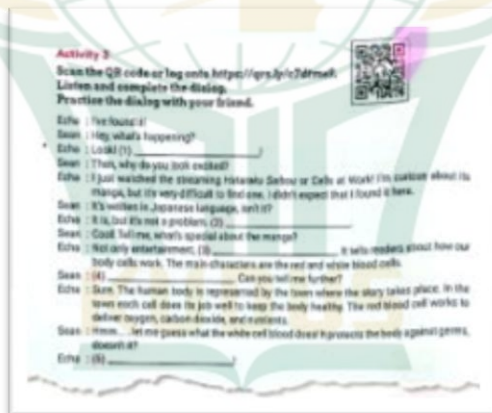 Activity 3
Scan the QR code or log onto https://qrs.ly/
Listen and complete the dialog.
Practice the dialog with your friend.
Echa : I've found it!
Sean : Hey, what's happening?
Echa : Look! (1) ____________!
Sean : Then, why do you look excited?
Echa : I just watched the streaming Hataraku Saibou or Cells at Work! I'm curious about its
manga, but it's very difficult to find one. I didn't expect that I found it here.
Sean : It's written in Japanese language, isn't it?
Echa : It is, but it's not a problem. (2) ____________
Sean : Cool! Tell me, what's special about the manga?
Echa : Not only entertainment, (3) ____________. It tells readers about how our
body cells work. The main characters are the red and white blood cells.
Sean : (4) ____________ Can you tell me further?
Echa : Sure. The human body is represented by the town where the story takes place. In the
town each cell does its job well to keep the body healthy. The red blood cell works to
deliver oxygen, carbon dioxide, and nutrients.
Sean : Hmm... let me guess what the white cell blood does! It protects the body against germs,
doesn't it?
Echa : (5) ____________!